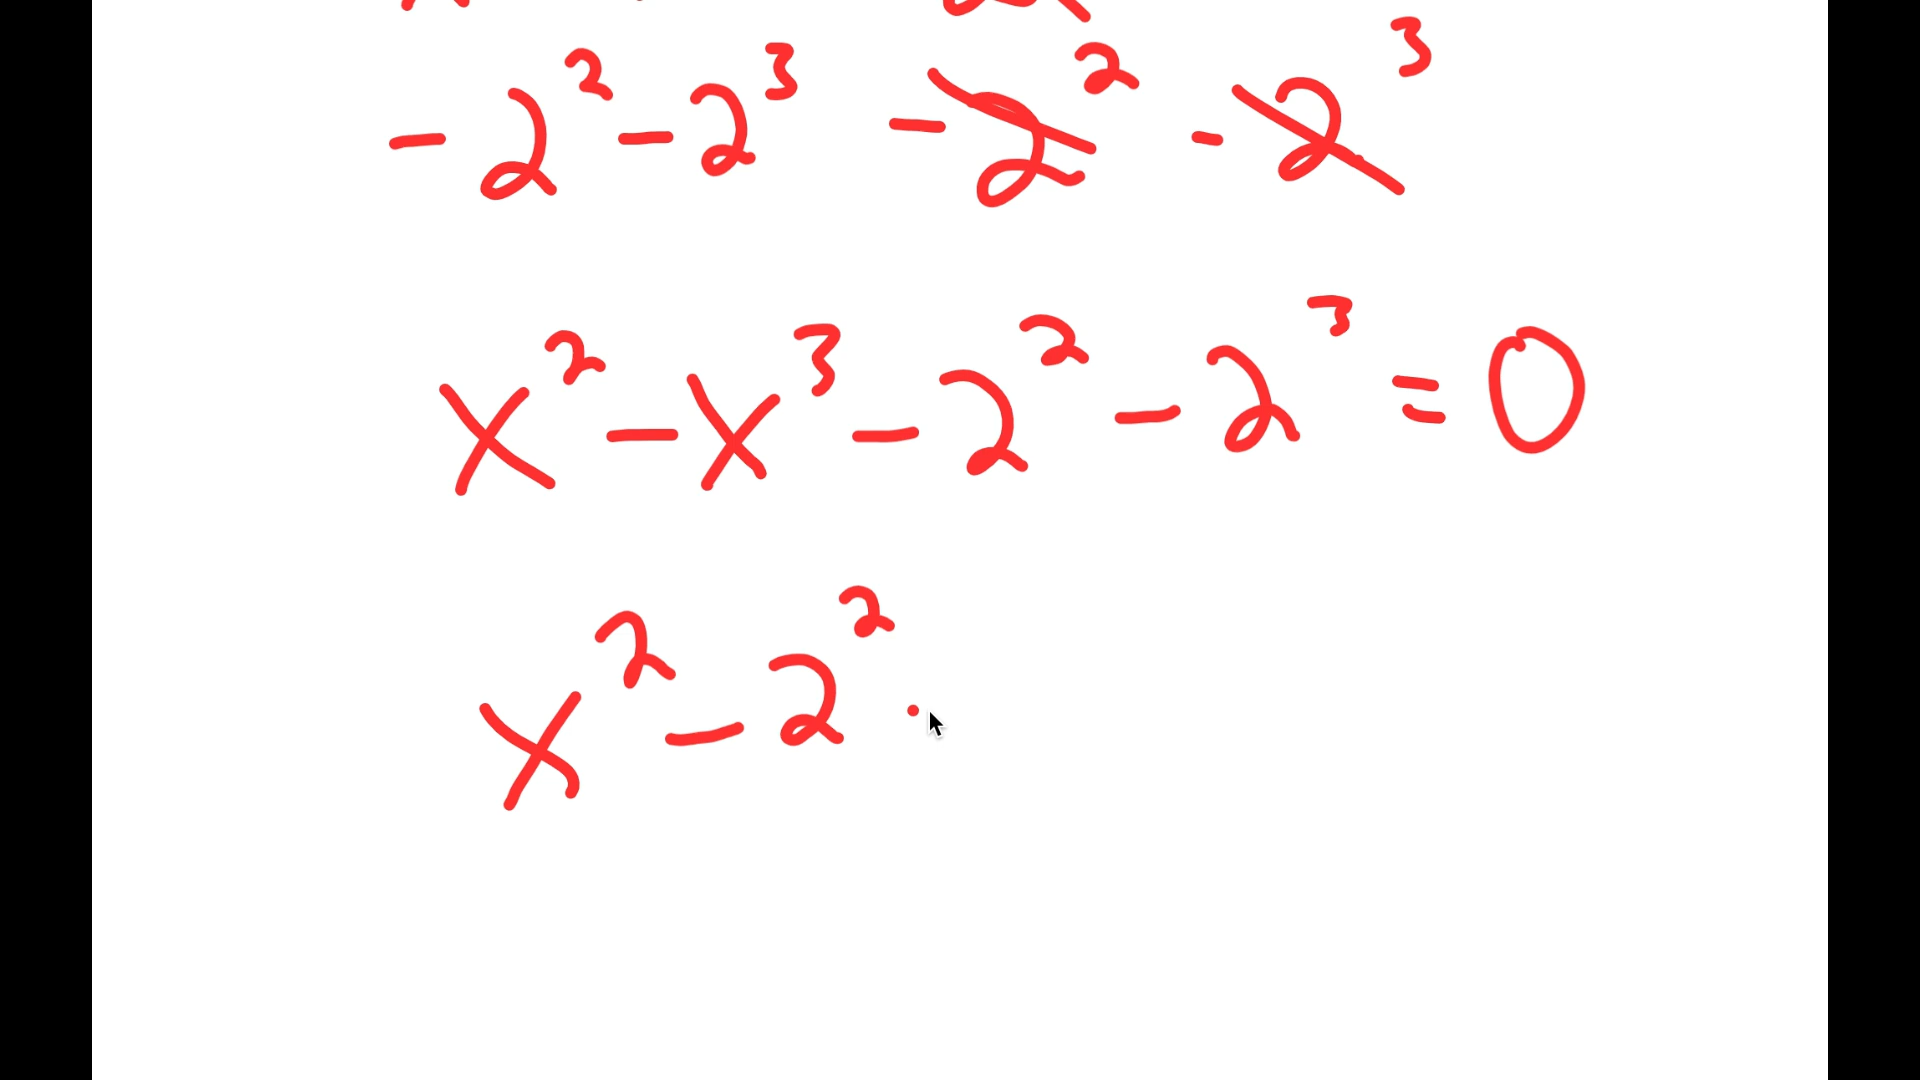 - 2² - 2³ - 2² - 2³
x² - x³ - 2² - 2³ = 0
x² - 2² .